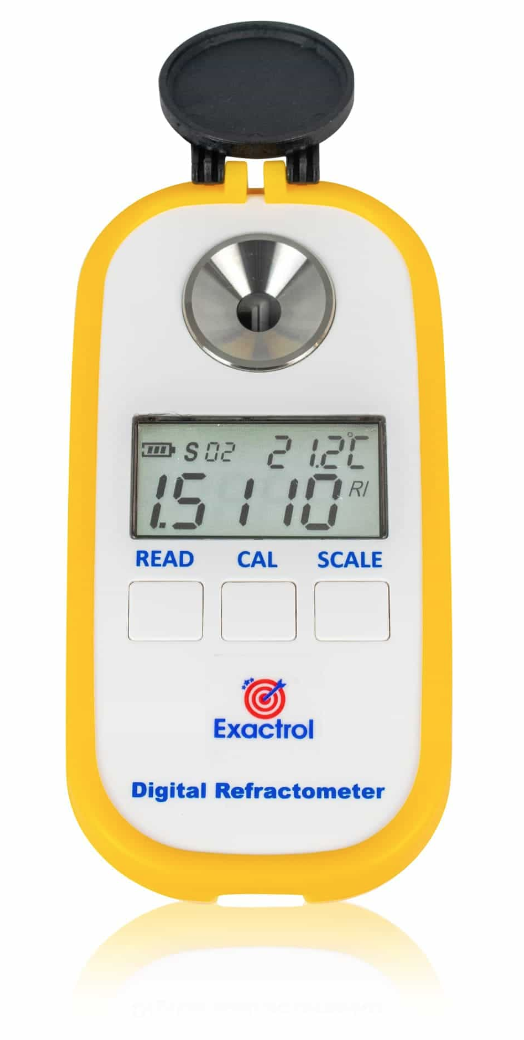 S 02 21.2°C
1.5110 RI
READ CAL SCALE
Exactrol
Digital Refractometer